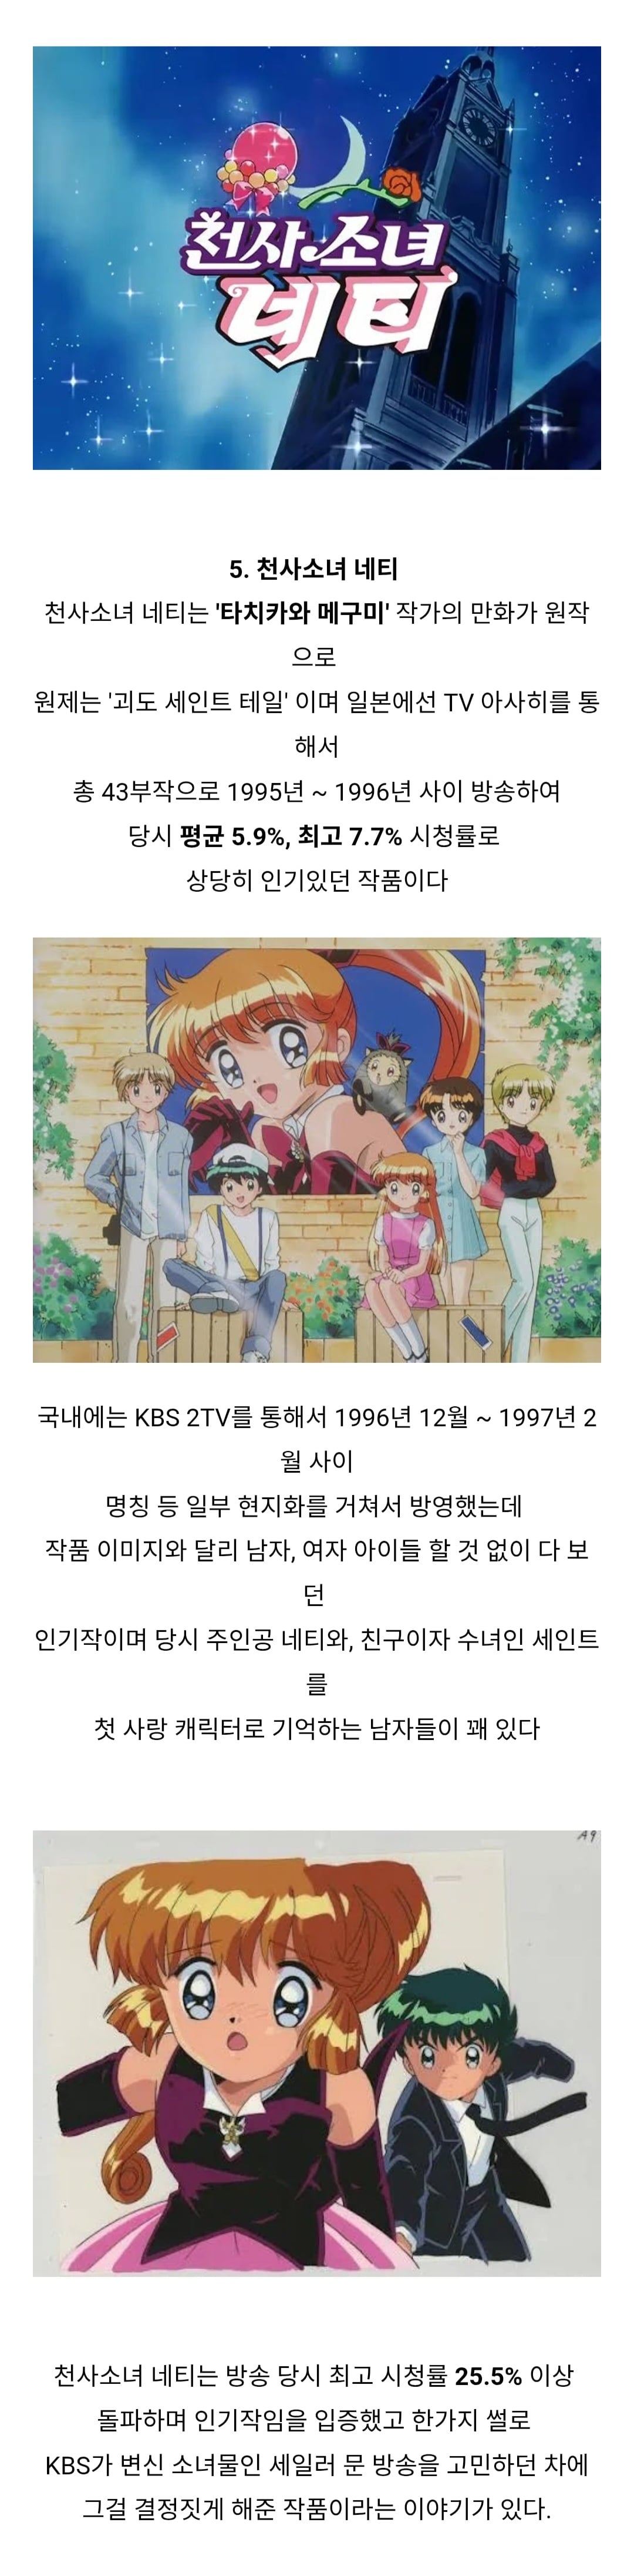 천사소녀
네티
5. 천사소녀 네티
천사소녀 네티는 '타치카와 메구미' 작가의 만화가 원작
으로
원제는 '괴도 세인트 테일' 이며 일본에선 TV 아사히를 통
해서
총 43부작으로 1995년 ~ 1996년 사이 방송하여
당시 평균 5.9%, 최고 7.7% 시청률로
상당히 인기있던 작품이다
국내에는 KBS 2TV를 통해서 1996년 12월 ~ 1997년 2
월 사이
명칭 등 일부 현지화를 거쳐서 방영했는데
작품 이미지와 달리 남자, 여자 아이들 할 것 없이 다 보
던
인기작이며 당시 주인공 네티와, 친구이자 수녀인 세인트
를
첫 사랑 캐릭터로 기억하는 남자들이 꽤 있다
A9
천사소녀 네티는 방송 당시 최고 시청률 25.5% 이상
돌파하며 인기작임을 입증했고 한가지 썰로
KBS가 변신 소녀물인 세일러 문 방송을 고민하던 차에
그걸 결정짓게 해준 작품이라는 이야기가 있다.